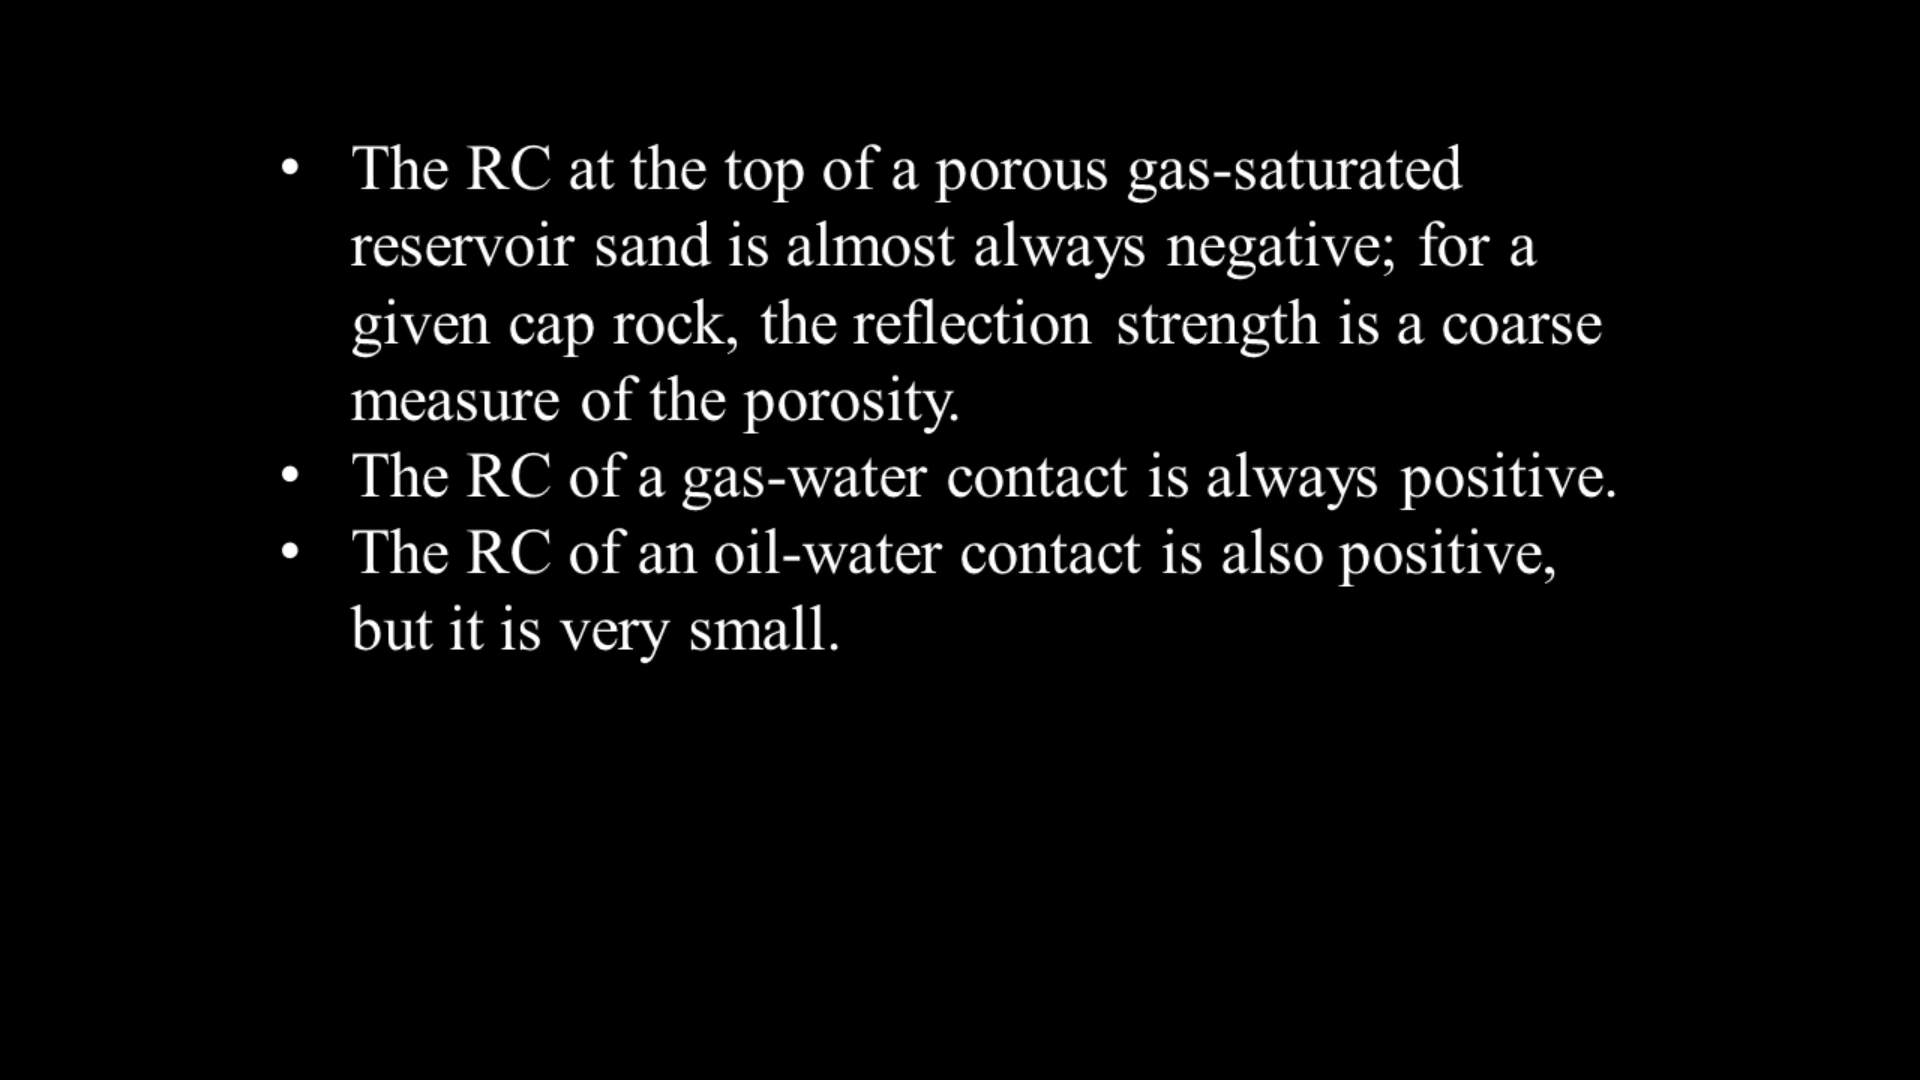 • The RC at the top of a porous gas-saturated
reservoir sand is almost always negative; for a
given cap rock, the reflection strength is a coarse
measure of the porosity.
• The RC of a gas-water contact is always positive.
• The RC of an oil-water contact is also positive,
but it is very small.